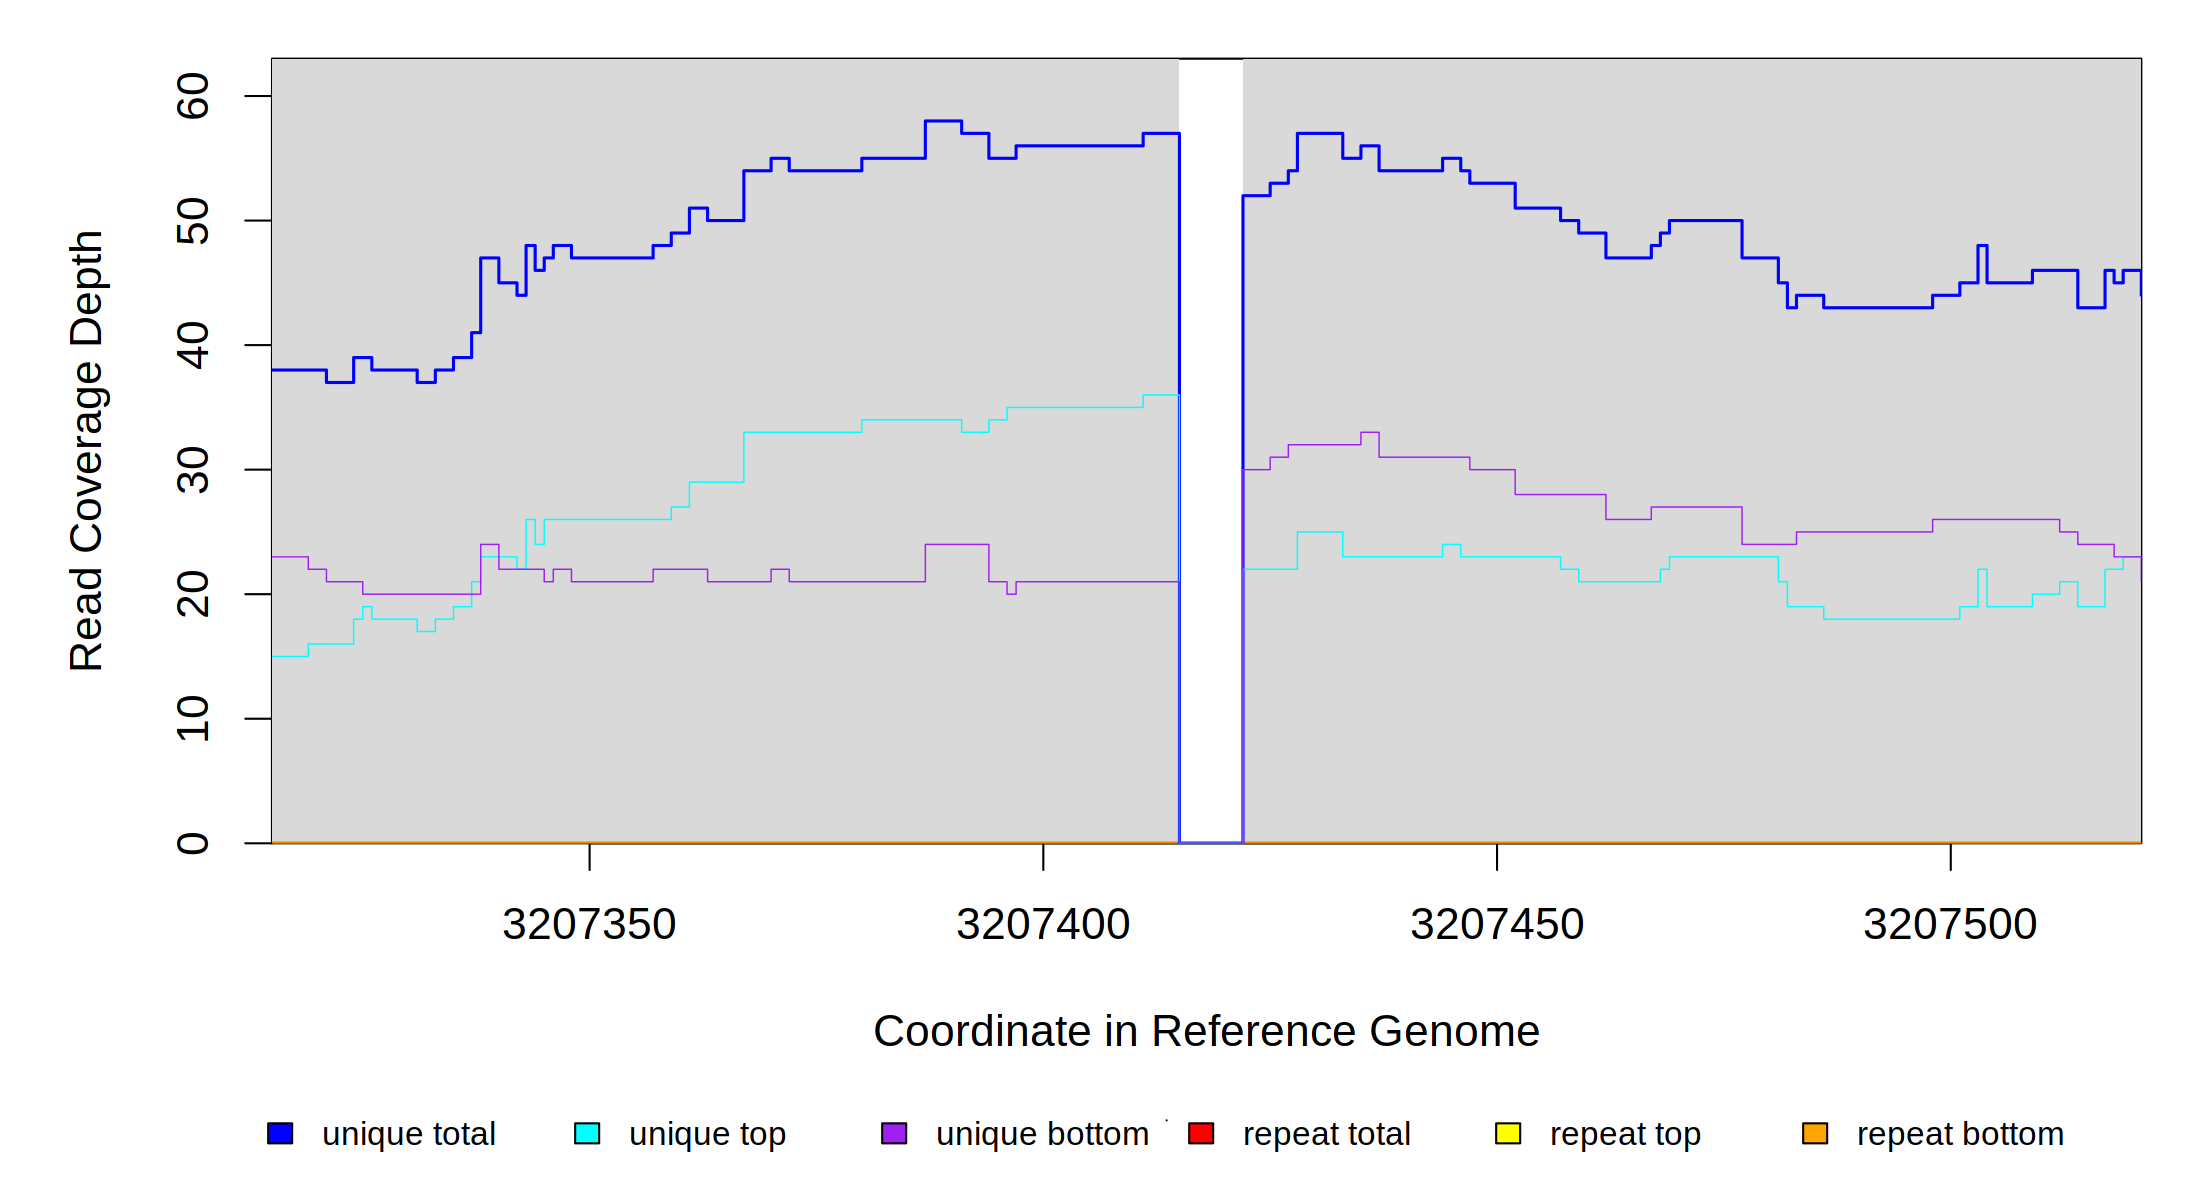 60
50
40
30
20
10
0
Read Coverage Depth
3207350 3207400 3207450 3207500
Coordinate in Reference Genome
unique total unique top unique bottom repeat total repeat top repeat bottom